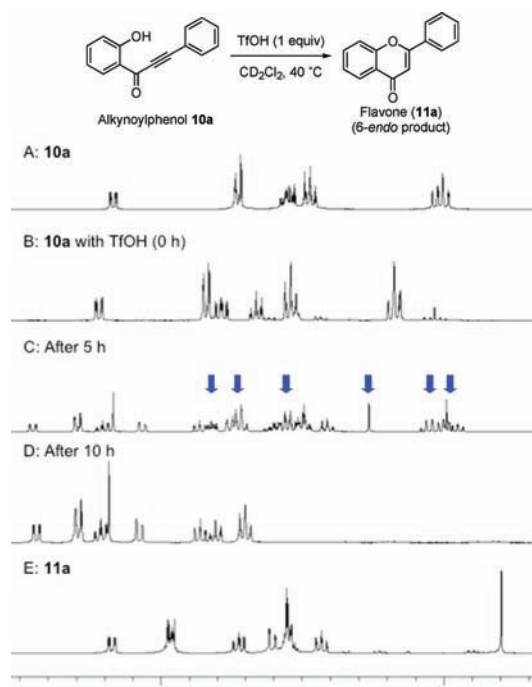 OH
O
Alkynoylphenol 10a
TfOH (1 equiv)
CD₂Cl₂, 40 °C
O
O
Flavone (11a)
(6-endo product)
A: 10a
B: 10a with TfOH (0 h)
C: After 5 h
D: After 10 h
E: 11a